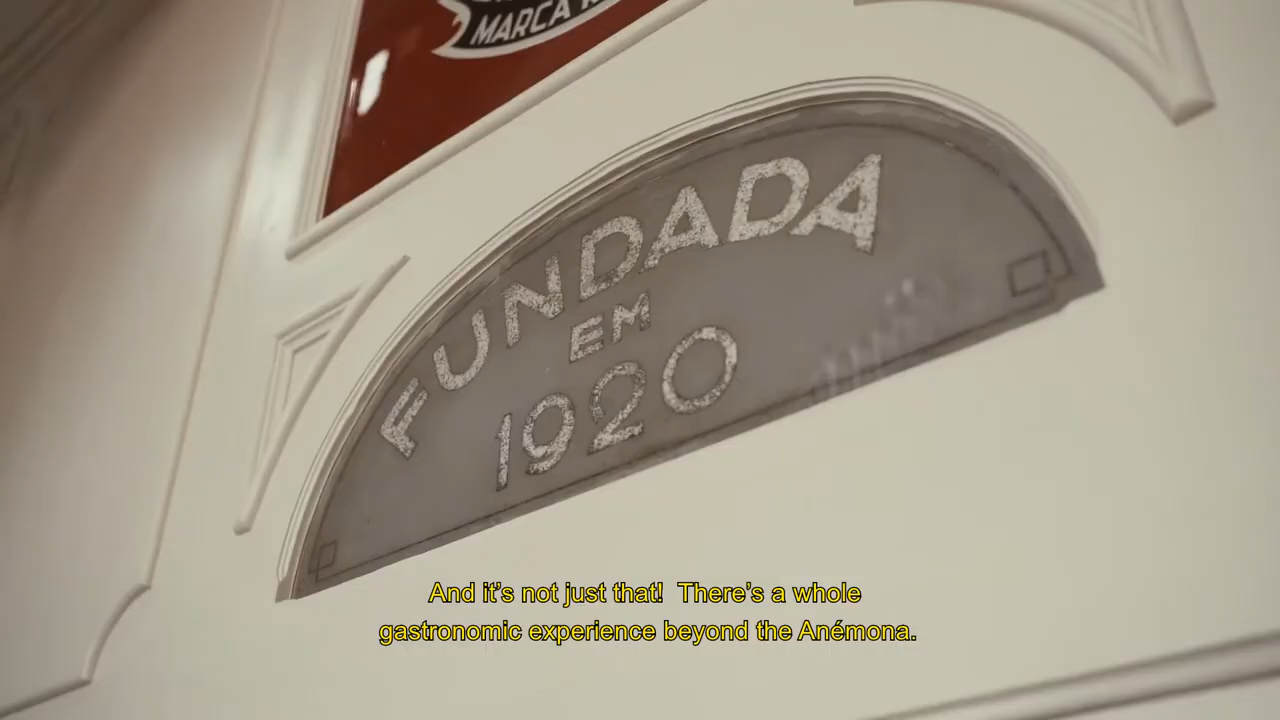 MARCA
FUNDADA
EM
1920
And it's not just that!  There's a whole
gastronomic experience beyond the Anémona.